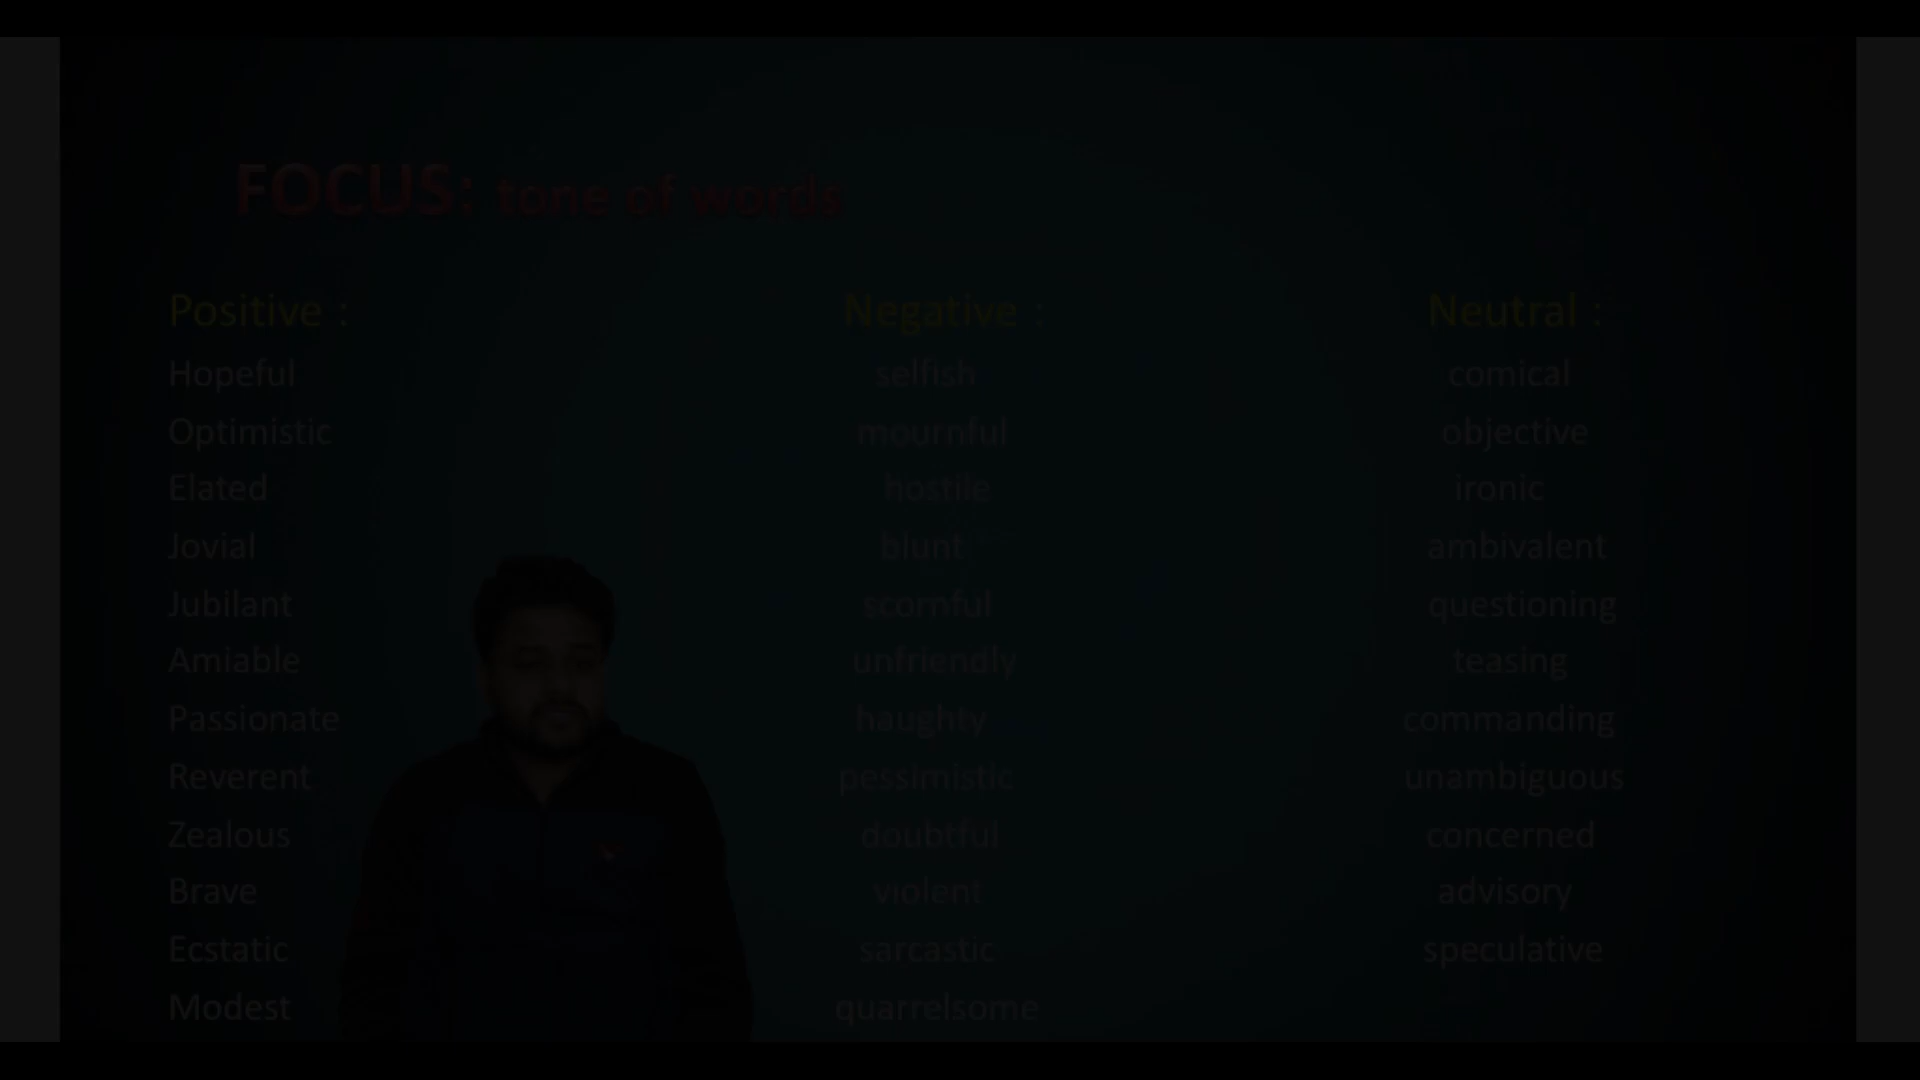 FOCUS: tone of words
Positive : Negative : Neutral :
Hopeful selfish comical
Optimistic mournful objective
Elated hostile ironic
Jovial blunt ambivalent
Jubilant scornful questioning
Amiable unfriendly teasing
Passionate haughty commanding
Reverent pessimistic unambiguous
Zealous doubtful concerned
Brave violent advisory
Ecstatic sarcastic speculative
Modest quarrelsome